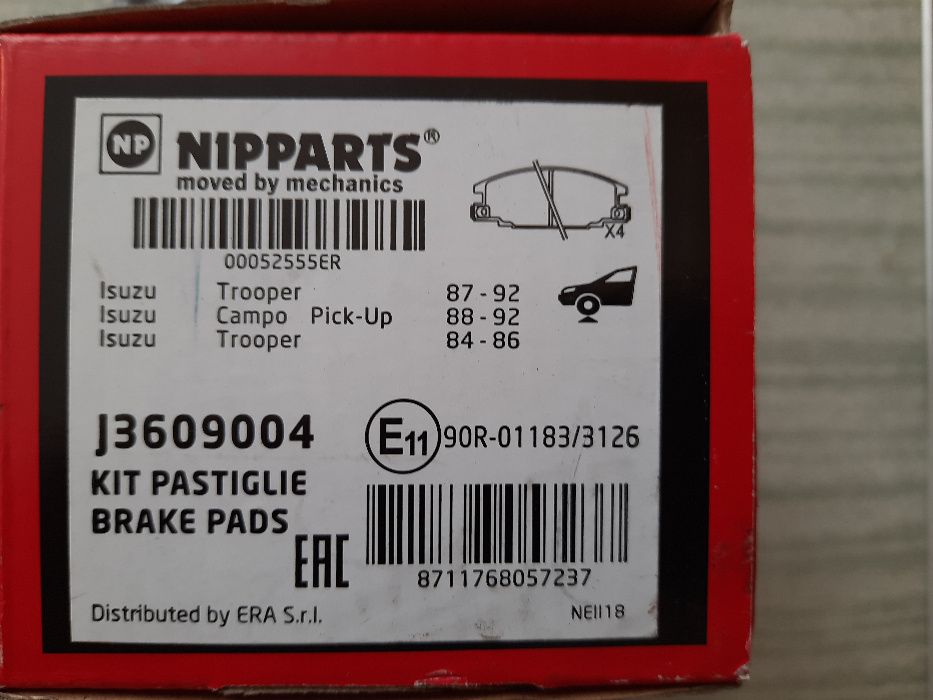 NP NIPPARTS®
moved by mechanics
00052555ER
X4
Isuzu Trooper 87 - 92
Isuzu Campo Pick-Up 88 - 92
Isuzu Trooper 84 - 86
J3609004 E11 90R-01183/3126
KIT PASTIGLIE
BRAKE PADS
EAC
8711768057237
Distributed by ERA S.r.l. NEII18